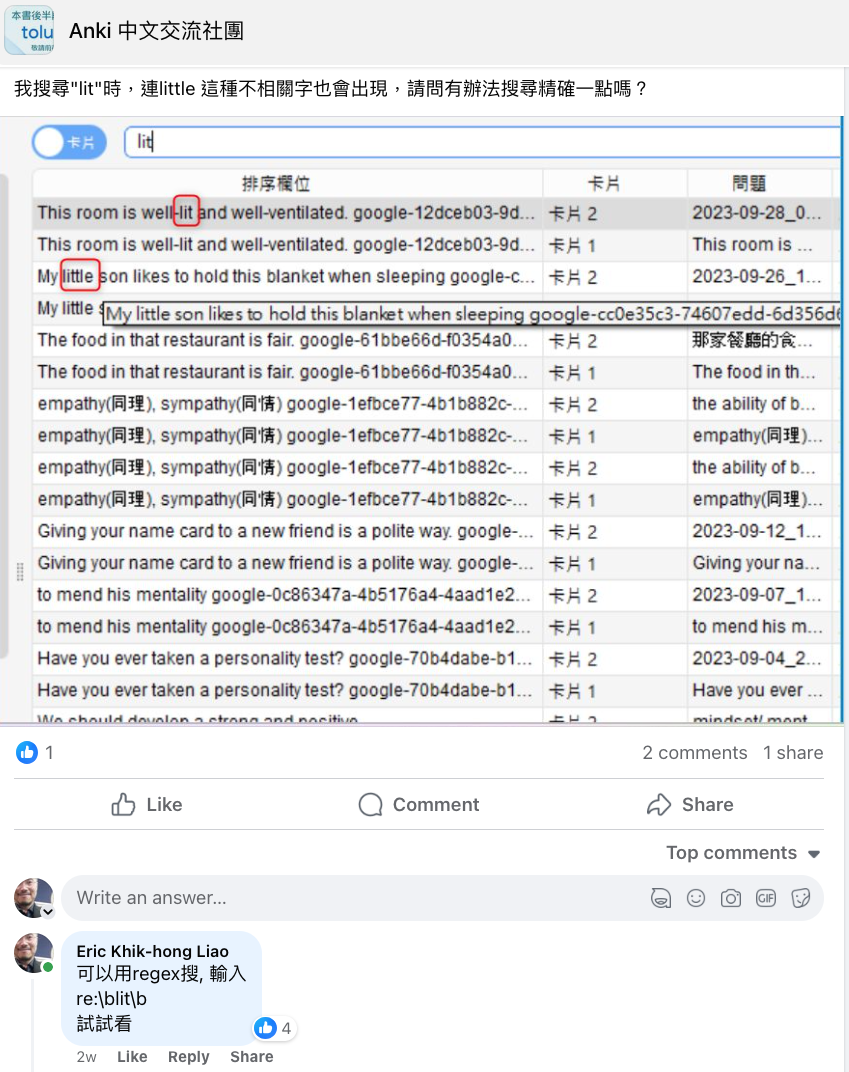 本書後半
tolu
敬請前
Anki 中文交流社團
我搜尋"lit"時，連little 這種不相關字也會出現，請問有辦法搜尋精確一點嗎？
卡片
lit
排序欄位 卡片 問題
This room is well-lit and well-ventilated. google-12dceb03-9d... 卡片 2 2023-09-28_0...
This room is well-lit and well-ventilated. google-12dceb03-9d... 卡片 1 This room is ...
My little son likes to hold this blanket when sleeping google-c... 卡片 2 2023-09-26_1...
My little
My little son likes to hold this blanket when sleeping google-cc0e35c3-74607edd-6d356d6
The food in that restaurant is fair. google-61bbe66d-f0354a0... 卡片 2 那家餐廳的食...
The food in that restaurant is fair. google-61bbe66d-f0354a0... 卡片 1 The food in th...
empathy(同理), sympathy(同情) google-1efbce77-4b1b882c-... 卡片 2 the ability of b...
empathy(同理), sympathy(同情) google-1efbce77-4b1b882c-... 卡片 1 empathy(同理)...
empathy(同理), sympathy(同情) google-1efbce77-4b1b882c-... 卡片 2 the ability of b...
empathy(同理), sympathy(同情) google-1efbce77-4b1b882c-... 卡片 1 empathy(同理)...
Giving your name card to a new friend is a polite way. google-... 卡片 2 2023-09-12_1...
Giving your name card to a new friend is a polite way. google-... 卡片 1 Giving your na...
to mend his mentality google-0c86347a-4b5176a4-4aad1e2... 卡片 2 2023-09-07_1...
to mend his mentality google-0c86347a-4b5176a4-4aad1e2... 卡片 1 to mend his m...
Have you ever taken a personality test? google-70b4dabe-b1... 卡片 2 2023-09-04_2...
Have you ever taken a personality test? google-70b4dabe-b1... 卡片 1 Have you ever ...
We should develop a strong and positive 卡片 2 mindset/ ment
1 2 comments 1 share
Like Comment Share
Top comments
Write an answer...
GIF
Eric Khik-hong Liao
可以用regex搜, 輸入
re:\blit\b
試試看
4
2w Like Reply Share